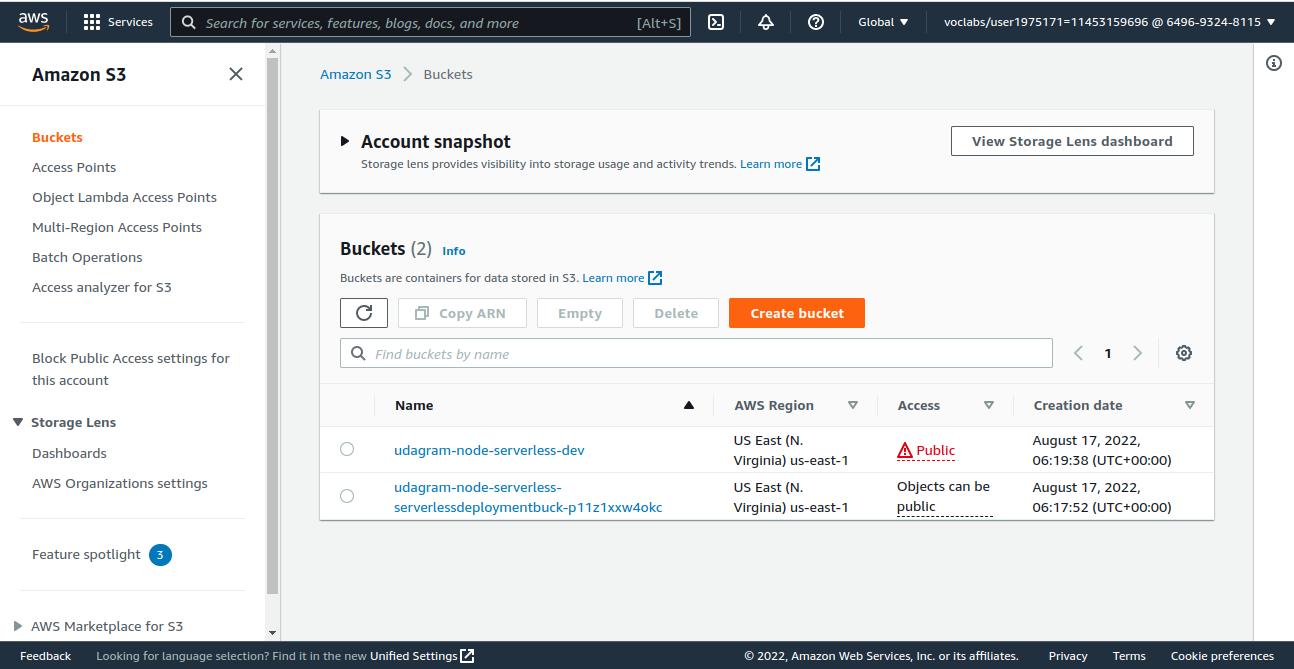 aws
Services
Search for services, features, blogs, docs, and more [Alt+S]
Global
voclabs/user1975171=11453159696 @ 6496-9324-8115
Amazon S3
Buckets
Access Points
Object Lambda Access Points
Multi-Region Access Points
Batch Operations
Access analyzer for S3
Block Public Access settings for
this account
Storage Lens
Dashboards
AWS Organizations settings
Feature spotlight 3
AWS Marketplace for S3
Amazon S3 > Buckets
Account snapshot
Storage lens provides visibility into storage usage and activity trends. Learn more
View Storage Lens dashboard
Buckets (2) Info
Buckets are containers for data stored in S3. Learn more
Copy ARN Empty Delete Create bucket
Find buckets by name
1
Name AWS Region Access Creation date
udagram-node-serverless-dev
US East (N.
Virginia) us-east-1
Public
August 17, 2022,
06:19:38 (UTC+00:00)
udagram-node-serverless-
serverlessdeploymentbuck-p11z1xxw4okc
US East (N.
Virginia) us-east-1
Objects can be
public
August 17, 2022,
06:17:52 (UTC+00:00)
Feedback Looking for language selection? Find it in the new Unified Settings
© 2022, Amazon Web Services, Inc. or its affiliates. Privacy Terms Cookie preferences